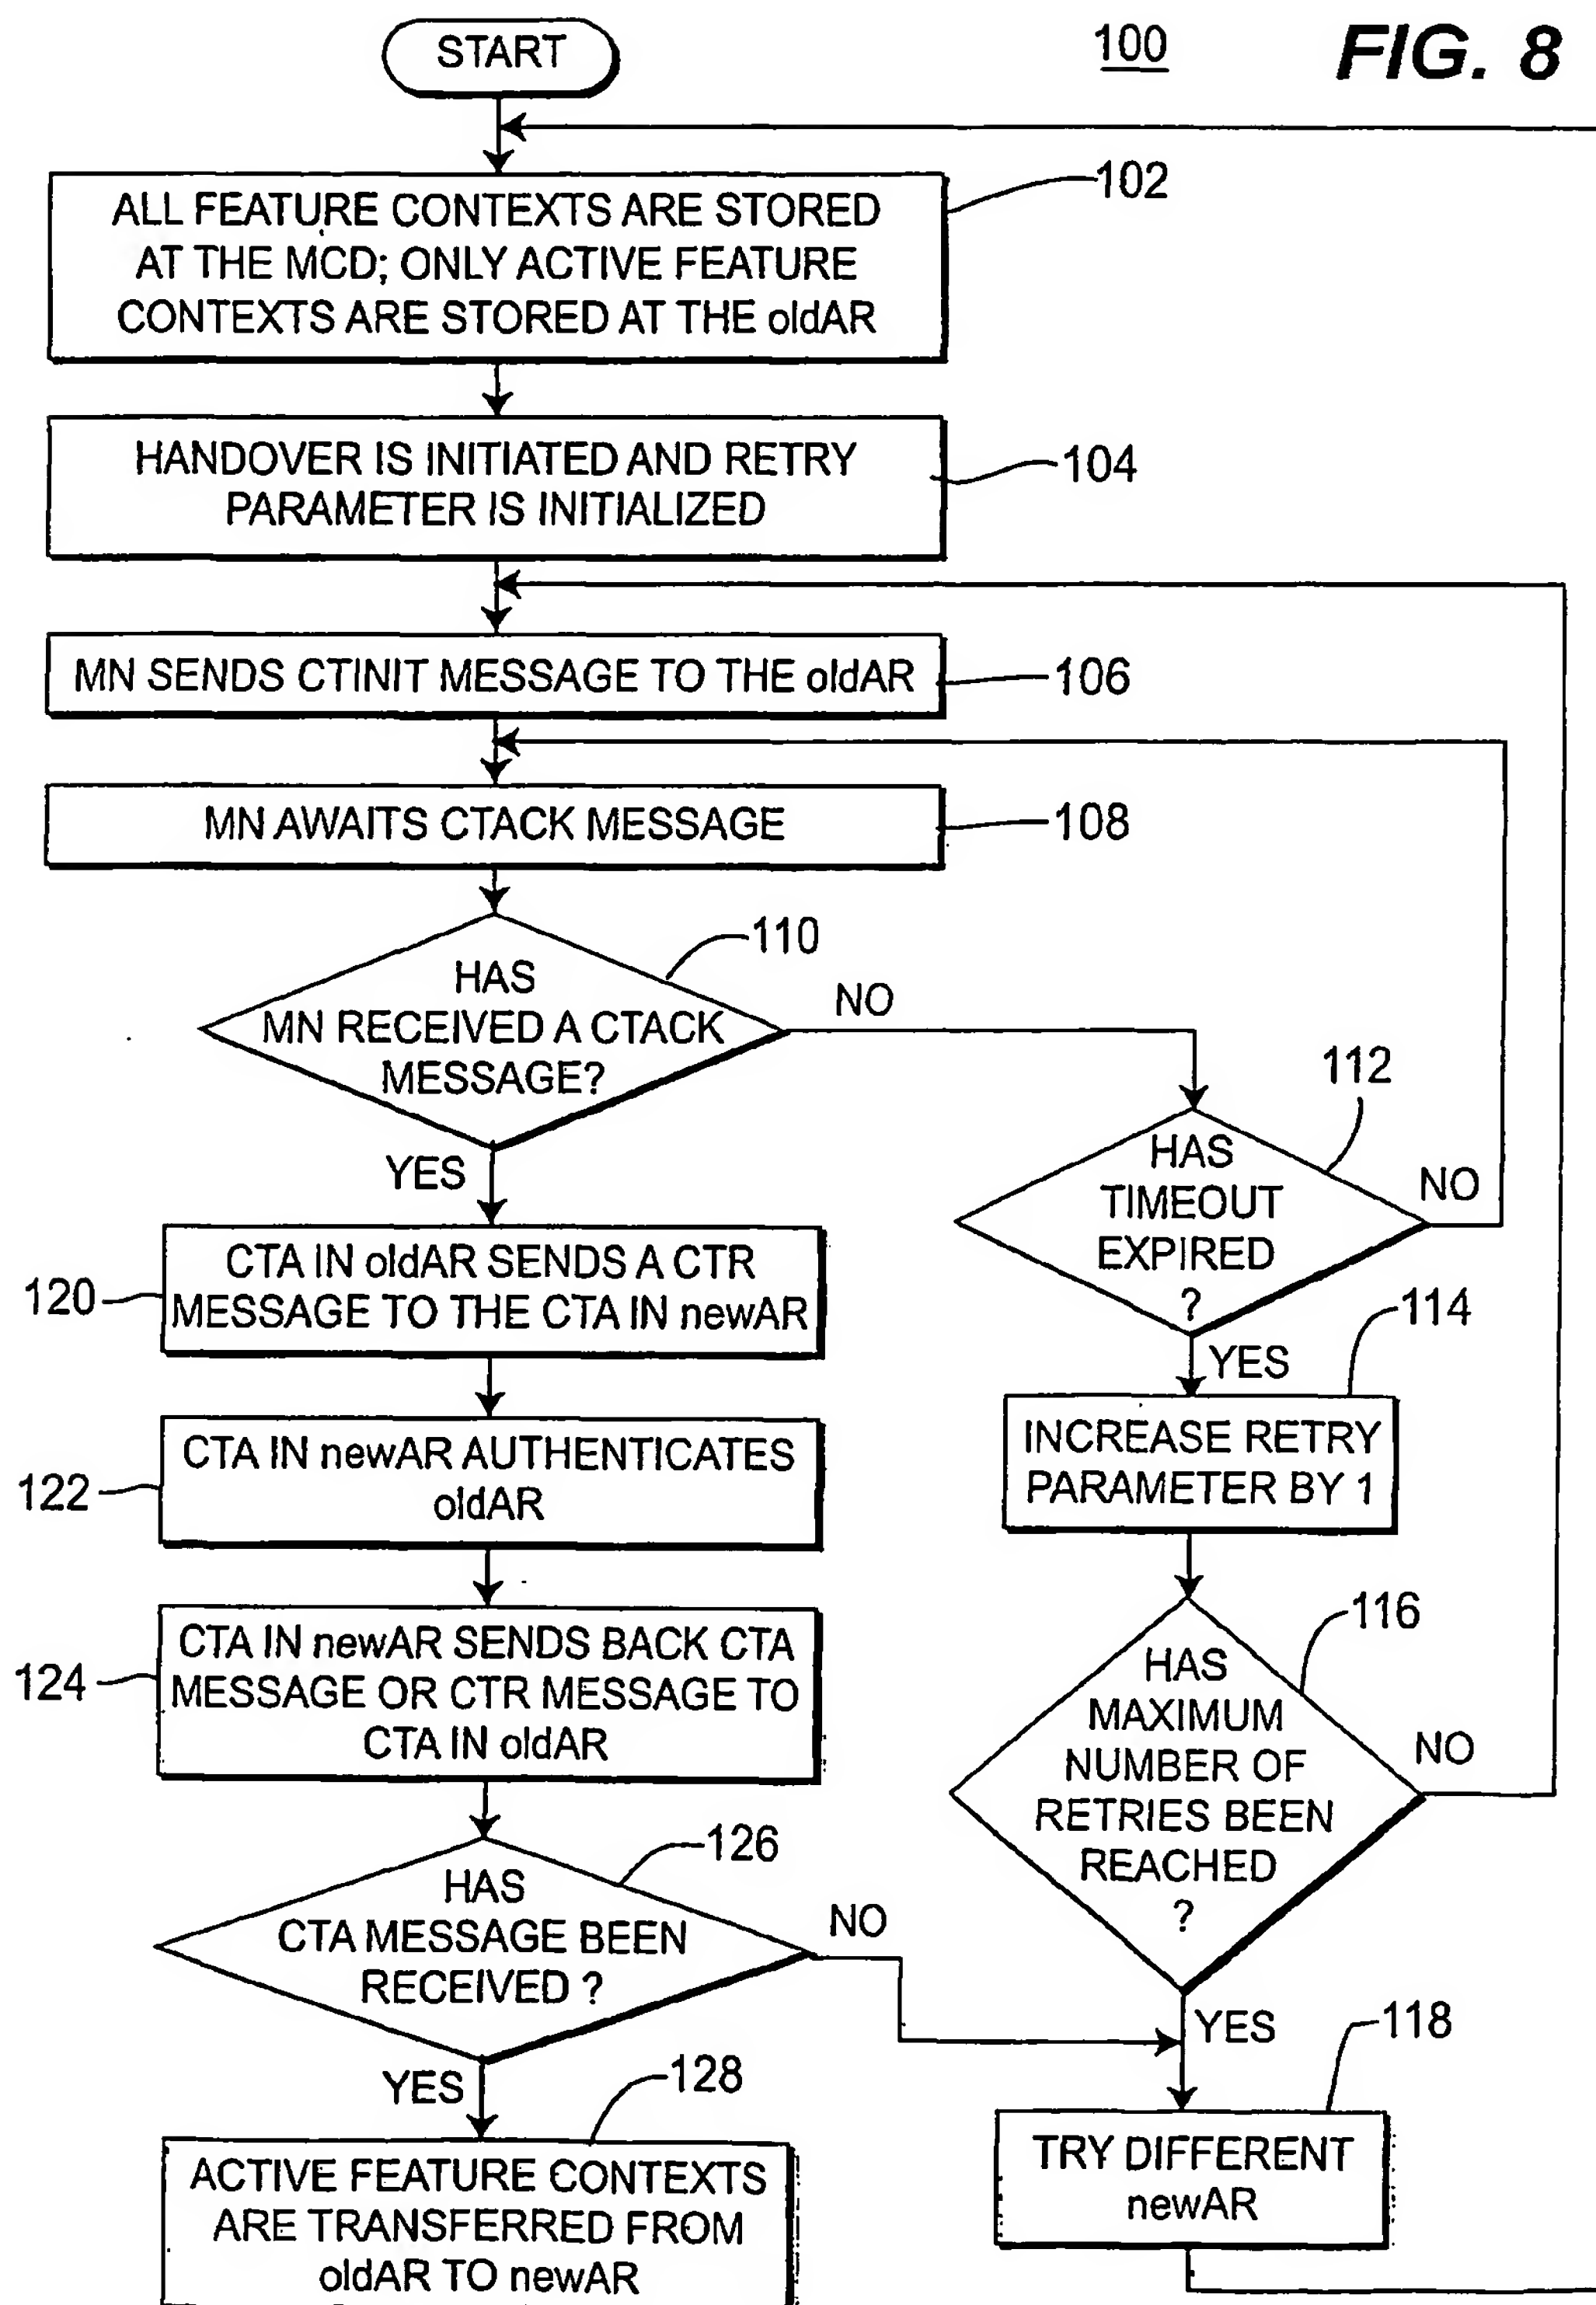 START
100
FIG. 8
ALL FEATURE CONTEXTS ARE STORED
AT THE MCD; ONLY ACTIVE FEATURE
CONTEXTS ARE STORED AT THE oldAR
102
HANDOVER IS INITIATED AND RETRY
PARAMETER IS INITIALIZED
104
MN SENDS CTINIT MESSAGE TO THE oldAR
106
MN AWAITS CTACK MESSAGE
108
HAS
MN RECEIVED A CTACK
MESSAGE?
110
NO
YES
HAS
TIMEOUT
EXPIRED
?
112
NO
YES
CTA IN oldAR SENDS A CTR
MESSAGE TO THE CTA IN newAR
120
INCREASE RETRY
PARAMETER BY 1
114
CTA IN newAR AUTHENTICATES
oldAR
122
CTA IN newAR SENDS BACK CTA
MESSAGE OR CTR MESSAGE TO
CTA IN oldAR
124
HAS
MAXIMUM
NUMBER OF
RETRIES BEEN
REACHED
?
116
NO
YES
HAS
CTA MESSAGE BEEN
RECEIVED ?
126
NO
YES
TRY DIFFERENT
newAR
118
ACTIVE FEATURE CONTEXTS
ARE TRANSFERRED FROM
oldAR TO newAR
128